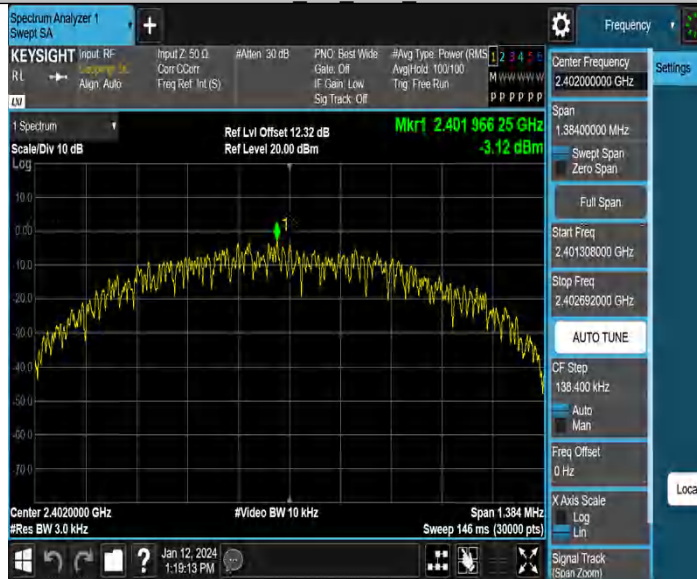 Spectrum Analyzer 1
Swept SA
Frequency
KEYSIGHT
Input: RF
Coupling: DC
Align: Auto
Input Z: 50 Ω
Corr CCorr
Freq Ref: Int (S)
#Atten: 30 dB
PNO: Best Wide
Gate: Off
IF Gain: Low
Sig Track: Off
#Avg Type: Power (RMS
Avg|Hold: 100/100
Trig: Free Run
1 2 3 4 5 6
M W W W W W
P P P P P P
RL
LXI
1 Spectrum
Scale/Div 10 dB
Log
Ref Lvl Offset 12.32 dB
Ref Level 20.00 dBm
Mkr1 2.401 966 25 GHz
-3.12 dBm
10.0
0.00
-10.0
-20.0
-30.0
-40.0
-50.0
-60.0
-70.0
1
Center 2.4020000 GHz
#Res BW 3.0 kHz
#Video BW 10 kHz
Span 1.384 MHz
Sweep 146 ms (30000 pts)
Center Frequency
2.402000000 GHz
Settings
Span
1.38400000 MHz
Swept Span
Zero Span
Full Span
Start Freq
2.401308000 GHz
Stop Freq
2.402692000 GHz
AUTO TUNE
CF Step
138.400 kHz
Auto
Man
Freq Offset
0 Hz
X Axis Scale
Log
Lin
Loca
Signal Track
(Span Zoom)
?
Jan 12, 2024
1:19:13 PM